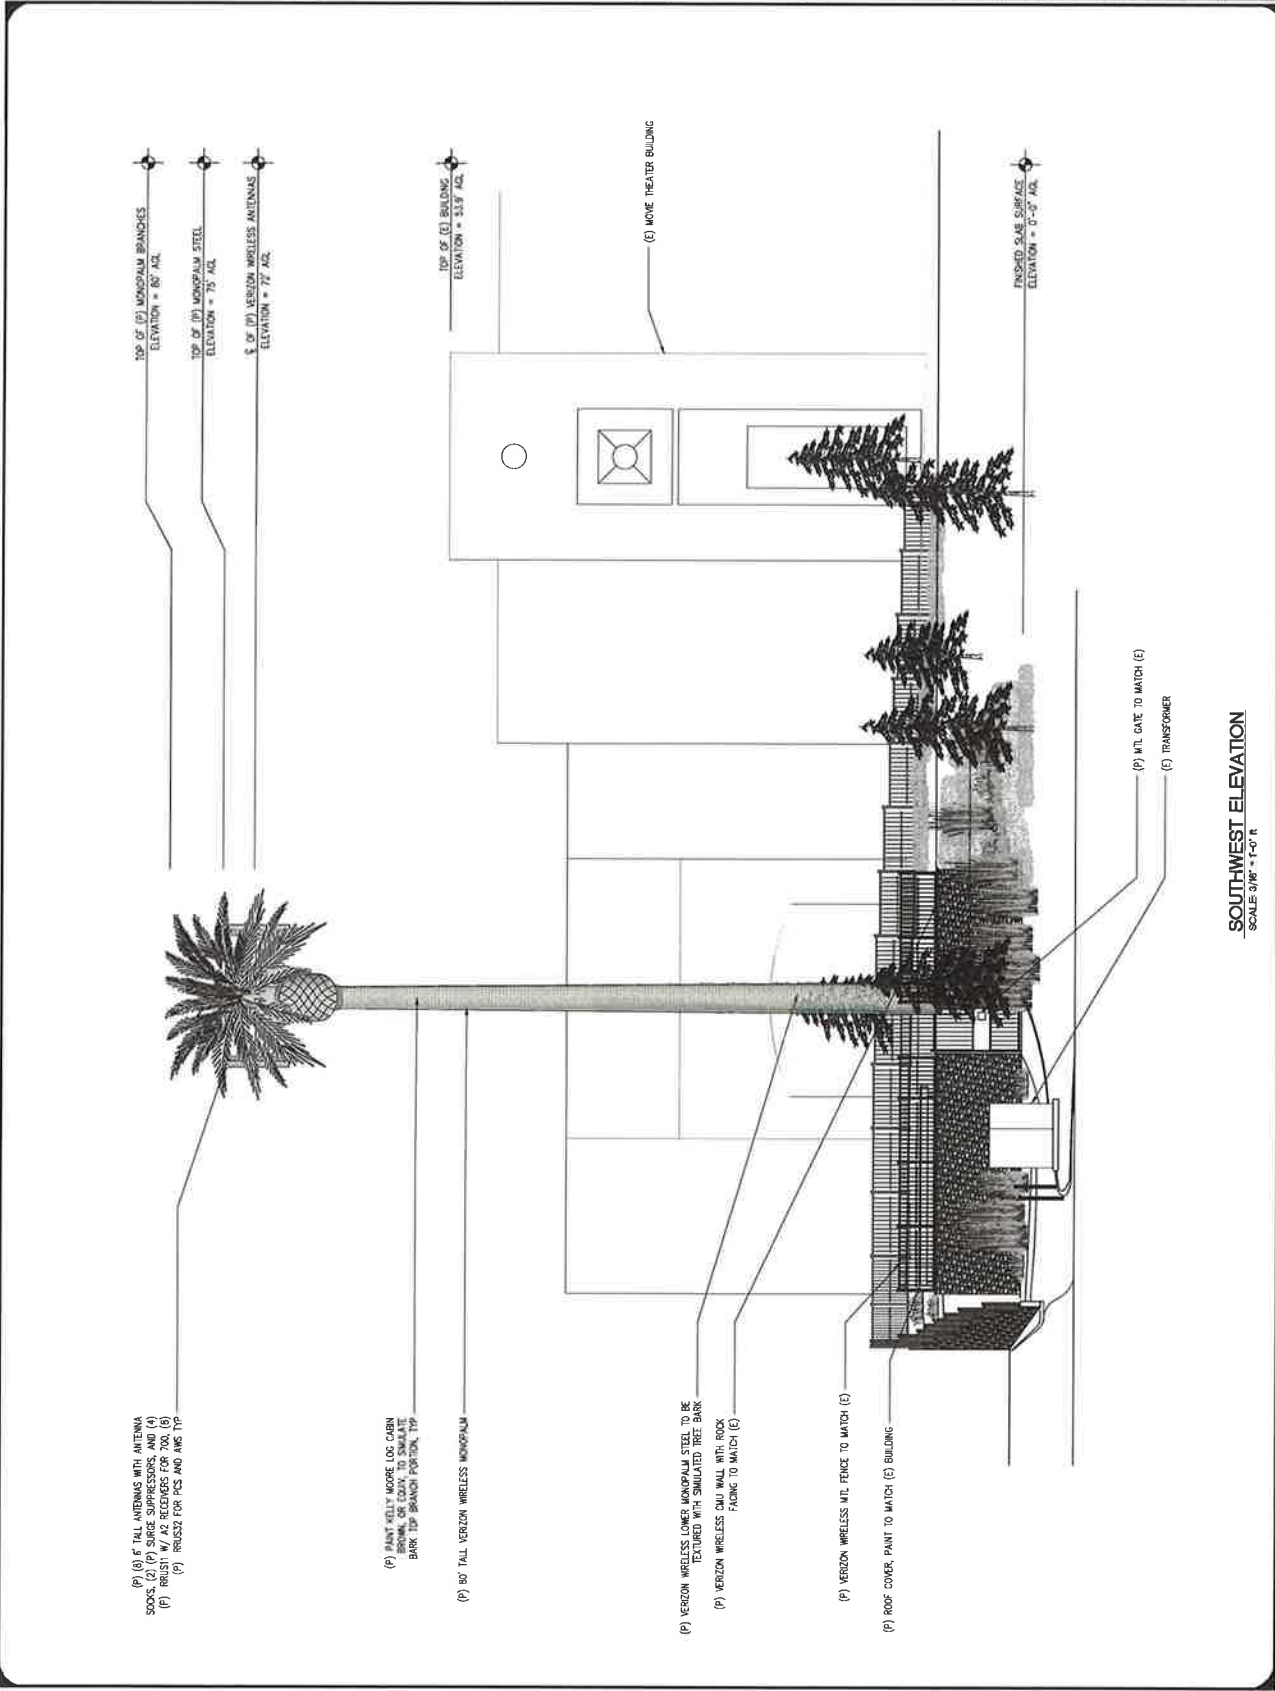 TOP OF (P) MONOPALM BRANCHES
ELEVATION = 80' AGL
TOP OF (P) MONOPALM STEEL
ELEVATION = 75' AGL
℄ OF (P) VERIZON WIRELESS ANTENNAS
ELEVATION = 72' AGL
TOP OF (E) BUILDING
ELEVATION = 53.9' AGL
(E) MOVIE THEATER BUILDING
FINISHED SLAB SURFACE
ELEVATION = 0'-0" AGL
(P) (6) 6' TALL ANTENNAS WITH ANTENNA
SOCKS, (2) (P) SURGE SUPPRESSORS, AND (4)
(P) RRUS11 W/ A2 RECEIVERS FOR 700, (8)
(P) RRUS32 FOR PCS AND AWS TYP
(P) PAINT KELLY MOORE LOG CABIN
BROWN, OR EQUIV, TO SIMULATE
BARK TOP BRANCH PORTION, TYP
(P) 80' TALL VERIZON WIRELESS MONOPALM
(P) VERIZON WIRELESS LOWER MONOPALM STEEL TO BE
TEXTURED WITH SIMULATED TREE BARK
(P) VERIZON WIRELESS CMU WALL WITH ROCK
FACING TO MATCH (E)
(P) VERIZON WIRELESS MTL FENCE TO MATCH (E)
(P) ROOF COVER, PAINT TO MATCH (E) BUILDING
(P) MTL GATE TO MATCH (E)
(E) TRANSFORMER
SOUTHWEST ELEVATION
SCALE: 3/16" = 1'-0" ft